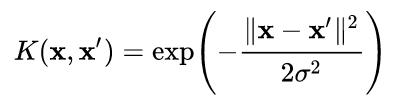 K(𝐱, 𝐱′) = exp(−‖𝐱 − 𝐱′‖² / 2σ²)